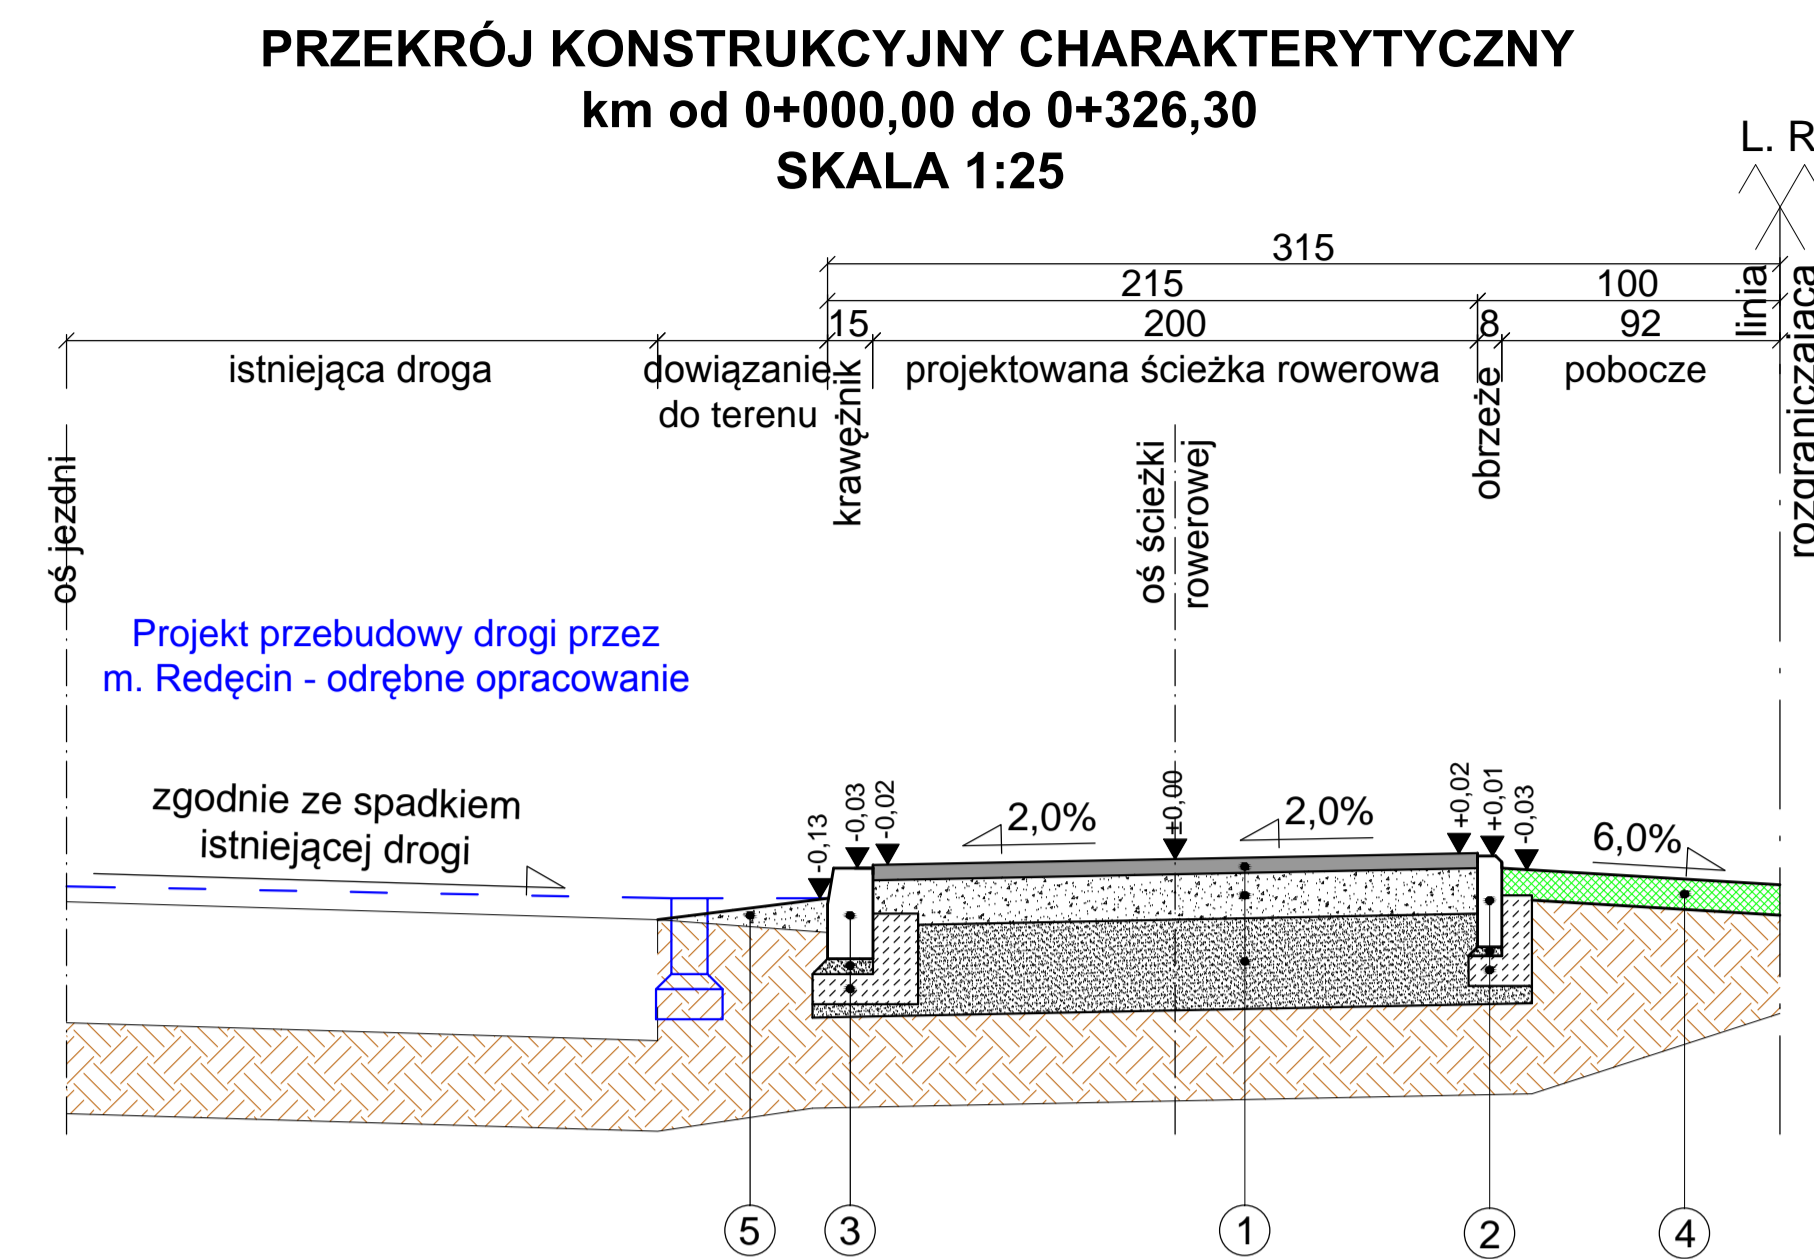 PRZEKRÓJ KONSTRUKCYJNY CHARAKTERYTYCZNY
km od 0+000,00 do 0+326,30
SKALA 1:25
L. R
315
215
100
15
200
8
92
istniejąca droga
dowiązanie
do terenu
krawężnik
projektowana ścieżka rowerowa
obrzeże
pobocze
linia
rozgraniczająca
oś jezdni
oś ścieżki
rowerowej
Projekt przebudowy drogi przez
m. Redęcin - odrębne opracowanie
zgodnie ze spadkiem
istniejącej drogi
-0,13
-0,03
-0,02
2,0%
±0,00
2,0%
+0,02
+0,01
-0,03
6,0%
5
3
1
2
4